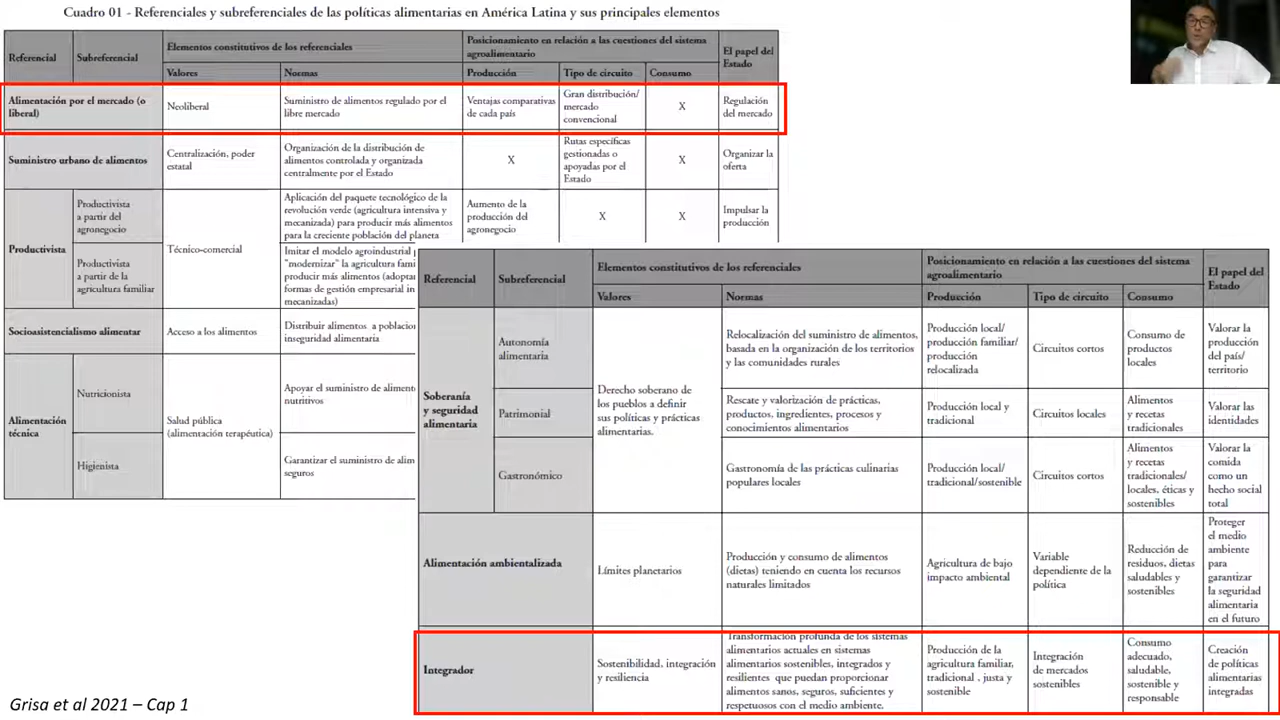 Cuadro 01 - Referenciales y subreferenciales de las políticas alimentarias en América Latina y sus principales elementos
Referencial
Subreferencial
Elementos constitutivos de los referenciales
Posicionamiento en relación a las cuestiones del sistema
agroalimentario
El papel del
Estado
Valores
Normas
Producción
Tipo de circuito
Consumo
Alimentación por el mercado (o
liberal)
Neoliberal
Suministro de alimentos regulado por el
libre mercado
Ventajas comparativas
de cada país
Gran distribución/
mercado
convencional
X
Regulación
del mercado
Suministro urbano de alimentos
Centralización, poder
estatal
Organización de la distribución de
alimentos controlada y organizada
centralmente por el Estado
X
Rutas específicas
gestionadas o
apoyadas por el
Estado
X
Organizar la
oferta
Productivista
Productivista
a partir del
agronegocio
Técnico-comercial
Aplicación del paquete tecnológico de la
revolución verde (agricultura intensiva y
mecanizada) para producir más alimentos
para la creciente población del planeta
Aumento de la
producción del
agronegocio
X
X
Impulsar la
producción
Productivista
a partir de la
agricultura familiar
Imitar el modelo agroindustrial
"modernizar" la agricultura fami
producir más alimentos (adopta
formas de gestión empresarial in
mecanizadas)
Socioasistencialismo alimentar
Acceso a los alimentos
Distribuir alimentos a poblacio
inseguridad alimentaria
Alimentación
técnica
Nutricionista
Salud pública
(alimentación terapéutica)
Apoyar el suministro de aliment
nutritivos
Higienista
Garantizar el suministro de alim
seguros
Referencial
Subreferencial
Elementos constitutivos de los referenciales
Posicionamiento en relación a las cuestiones del sistema
agroalimentario
El papel del
Estado
Valores
Normas
Producción
Tipo de circuito
Consumo
Soberanía
y seguridad
alimentaria
Autonomía
alimentaria
Derecho soberano de
los pueblos a definir
sus políticas y prácticas
alimentarias.
Relocalización del suministro de alimentos,
basada en la organización de los territorios
y las comunidades rurales
Producción local/
producción familiar/
producción
relocalizada
Circuitos cortos
Consumo de
productos
locales
Valorar la
producción
del país/
territorio
Patrimonial
Rescate y valorización de prácticas,
productos, ingredientes, procesos y
conocimientos alimentarios
Producción local y
tradicional
Circuitos locales
Alimentos
y recetas
tradicionales
Valorar las
identidades
Gastronómico
Gastronomía de las prácticas culinarias
populares locales
Producción local/
tradicional/sostenible
Circuitos cortos
Alimentos
y recetas
tradicionales/
locales, éticas y
sostenibles
Valorar la
comida
como un
hecho social
total
Alimentación ambientalizada
Límites planetarios
Producción y consumo de alimentos
(dietas) teniendo en cuenta los recursos
naturales limitados
Agricultura de bajo
impacto ambiental
Variable
dependiente de la
política
Reducción de
residuos, dietas
saludables y
sostenibles
Proteger
el medio
ambiente
para
garantizar
la seguridad
alimentaria
en el futuro
Integrador
Sostenibilidad, integración
y resiliencia
Transformación profunda de los sistemas
alimentarios actuales en sistemas
alimentarios sostenibles, integrados y
resilientes que puedan proporcionar
alimentos sanos, seguros, suficientes y
respetuosos con el medio ambiente.
Producción de la
agricultura familiar,
tradicional , justa y
sostenible
Integración
de mercados
sostenibles
Consumo
adecuado,
saludable,
sostenible y
responsable
Creación
de políticas
alimentarias
integradas
Grisa et al 2021 – Cap 1